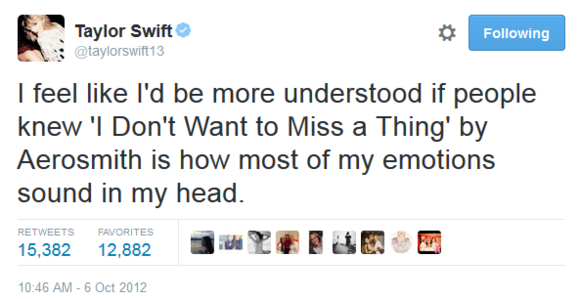 Taylor Swift
@taylorswift13
Following
I feel like I'd be more understood if people
knew 'I Don't Want to Miss a Thing' by
Aerosmith is how most of my emotions
sound in my head.
RETWEETS FAVORITES
15,382 12,882
10:46 AM - 6 Oct 2012